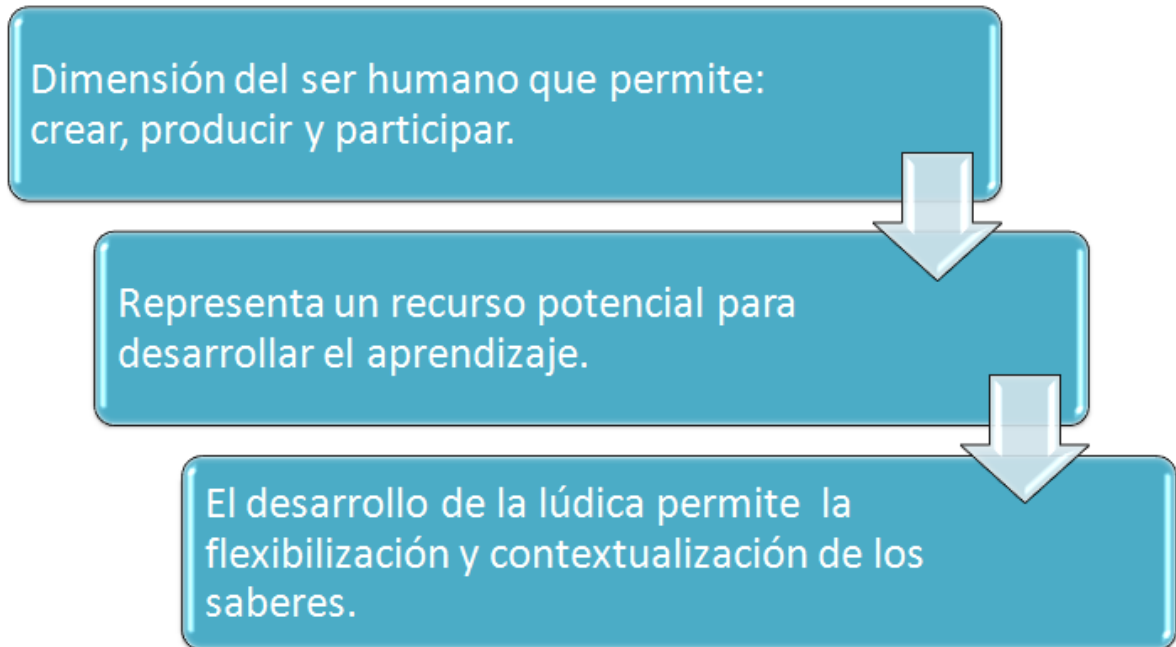 Dimensión del ser humano que permite:
crear, producir y participar.
Representa un recurso potencial para
desarrollar el aprendizaje.
El desarrollo de la lúdica permite  la
flexibilización y contextualización de los
saberes.